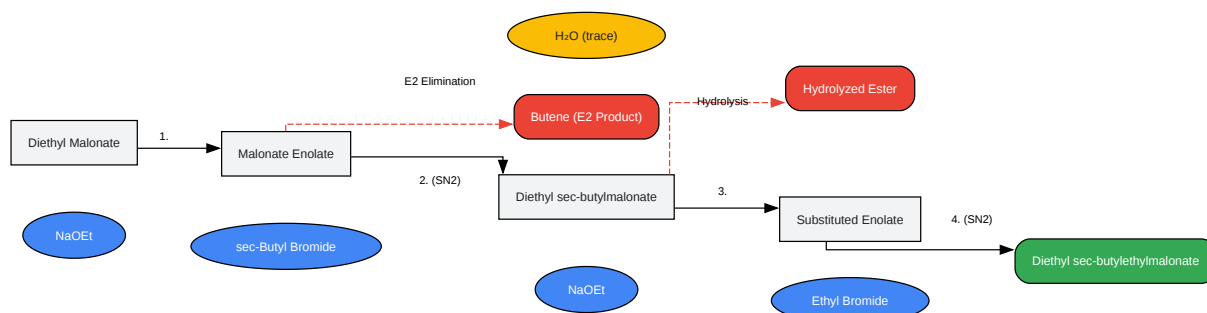 H₂O (trace)
E2 Elimination
Hydrolyzed Ester
Hydrolysis
Butene (E2 Product)
Diethyl Malonate
1.
Malonate Enolate
2. (SN2)
Diethyl sec-butylmalonate
3.
Substituted Enolate
4. (SN2)
NaOEt
sec-Butyl Bromide
Diethyl sec-butylethylmalonate
NaOEt
Ethyl Bromide